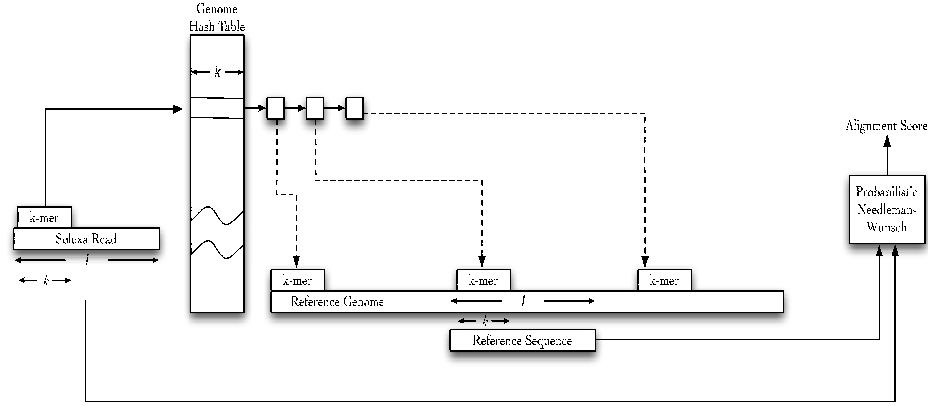 Genome
Hash Table
k
Alignment Score
Probabilistic
Needleman-
Wunsch
k-mer
Solexa Read
l
k
k-mer
k-mer
k-mer
Reference Genome
l
k
Reference Sequence